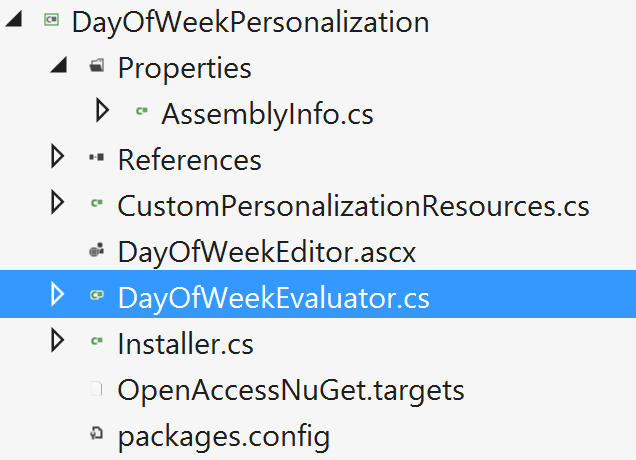 DayOfWeekPersonalization
Properties
AssemblyInfo.cs
References
CustomPersonalizationResources.cs
DayOfWeekEditor.ascx
DayOfWeekEvaluator.cs
Installer.cs
OpenAccessNuGet.targets
packages.config